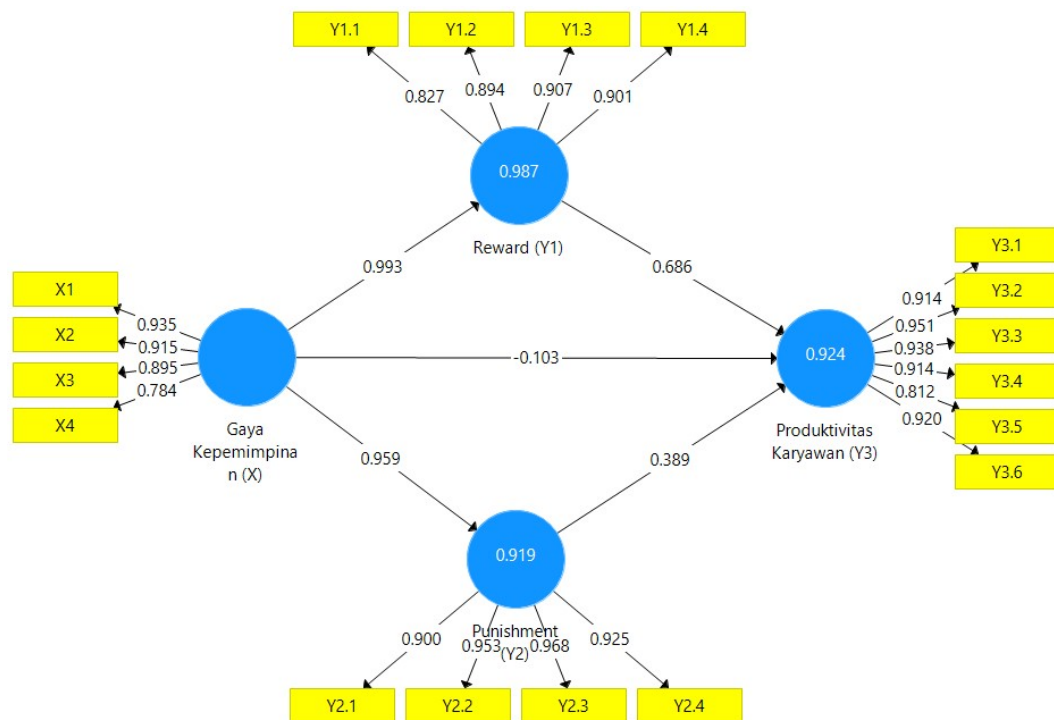 Y1.1
Y1.2
Y1.3
Y1.4
0.827
0.894
0.907
0.901
0.987
Reward (Y1)
0.993
0.686
X1
X2
X3
X4
0.935
0.915
0.895
0.784
Gaya
Kepemimpina
n (X)
-0.103
0.924
Produktivitas
Karyawan (Y3)
0.914
0.951
0.938
0.914
0.812
0.920
Y3.1
Y3.2
Y3.3
Y3.4
Y3.5
Y3.6
0.959
0.389
0.919
Punishment
(Y2)
0.900
0.953
0.968
0.925
Y2.1
Y2.2
Y2.3
Y2.4